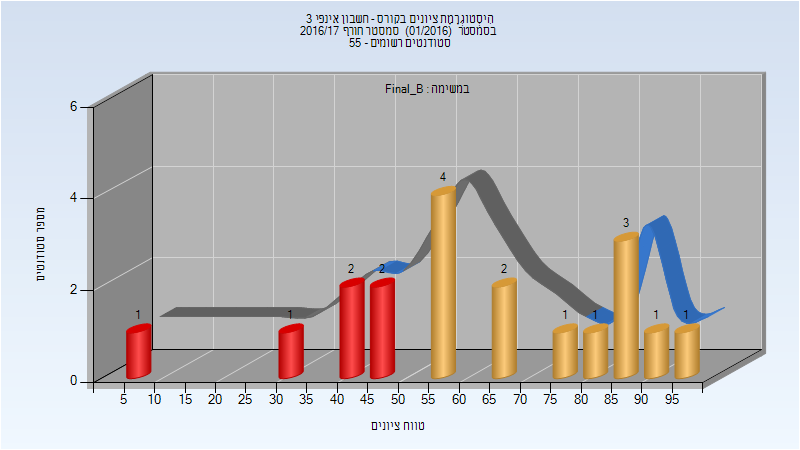 היסטוגרמת ציונים בקורס - חשבון אינפי 3
בסמסטר (01/2016) סמסטר חורף 2016/17
סטודנטים רשומים - 55
במשימה : Final_B
מספר סטודנטים
6
4
2
0
1
1
2
2
4
2
1
1
3
1
1
5 10 15 20 25 30 35 40 45 50 55 60 65 70 75 80 85 90 95
טווח ציונים